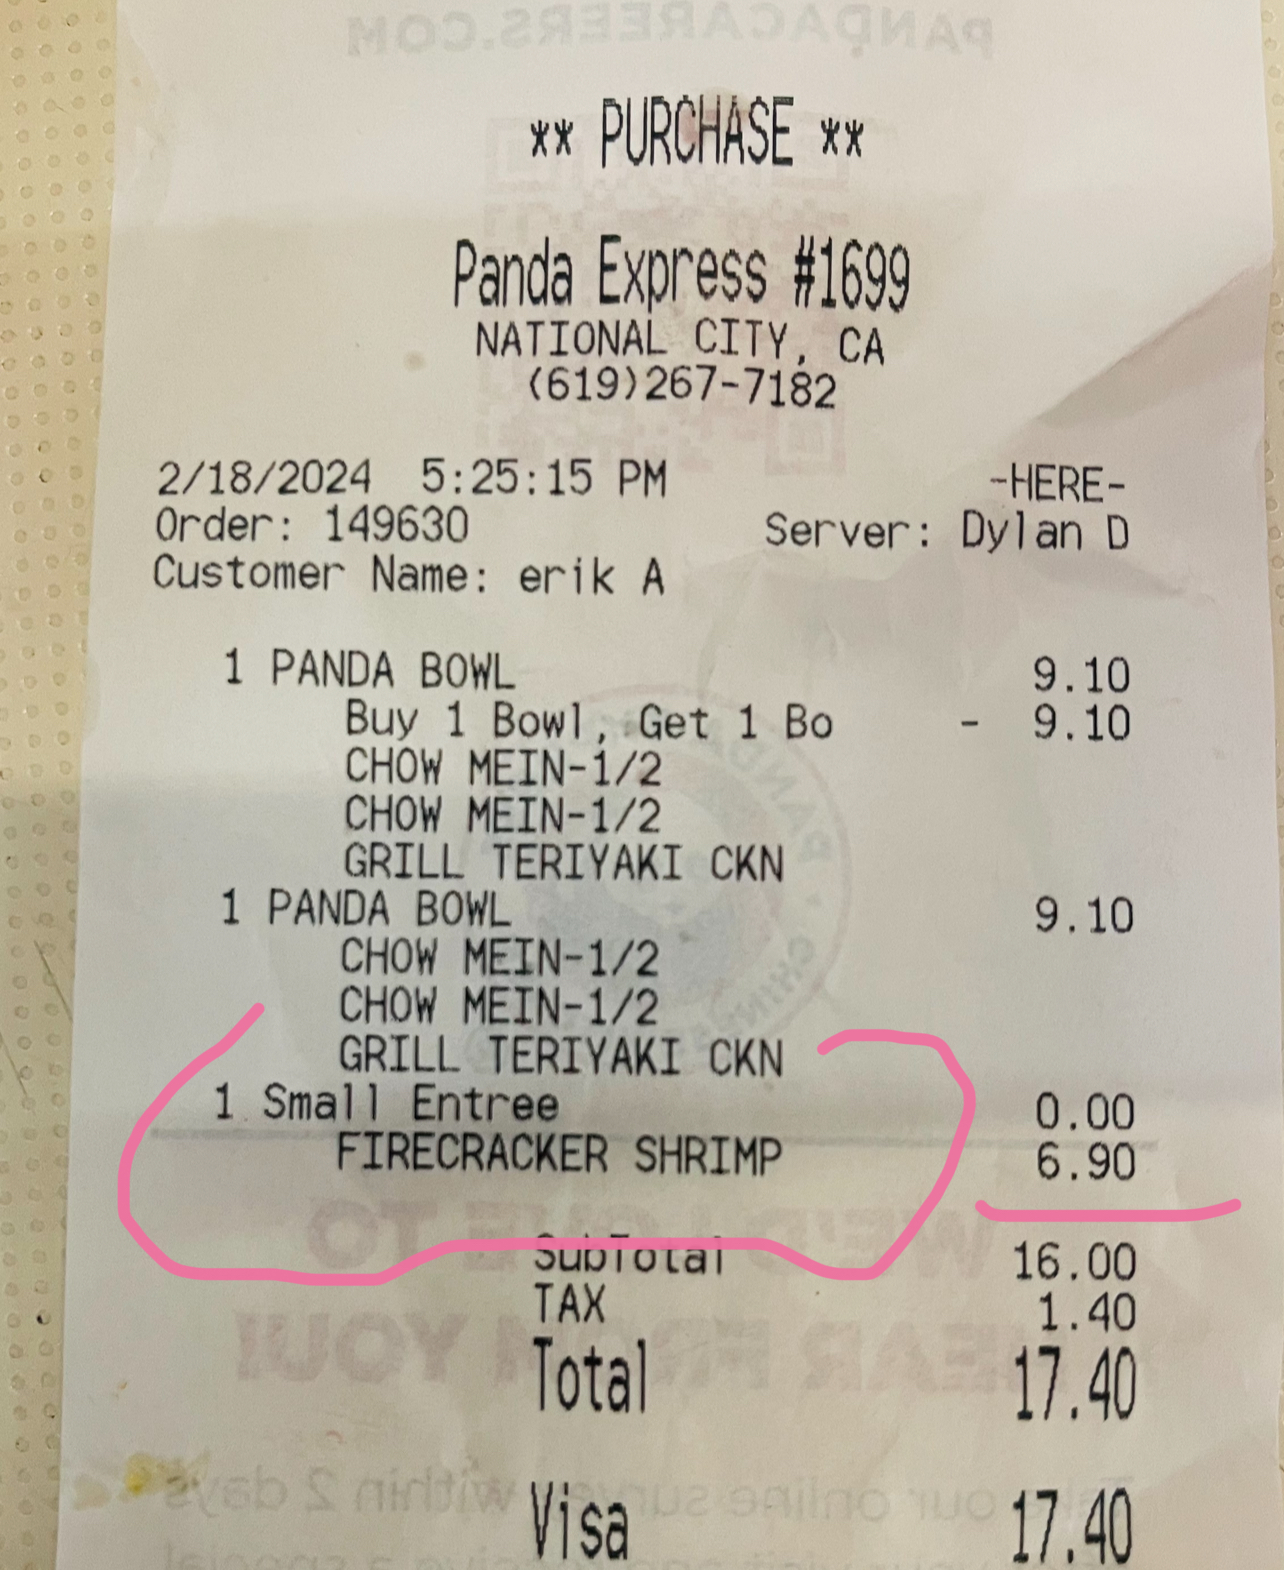 PANDACAREERS.COM
** PURCHASE **
Panda Express #1699
NATIONAL CITY, CA
(619)267-7182
2/18/2024 5:25:15 PM -HERE-
Order: 149630 Server: Dylan D
Customer Name: erik A
1 PANDA BOWL 9.10
Buy 1 Bowl, Get 1 Bo - 9.10
CHOW MEIN-1/2
CHOW MEIN-1/2
GRILL TERIYAKI CKN
1 PANDA BOWL 9.10
CHOW MEIN-1/2
CHOW MEIN-1/2
GRILL TERIYAKI CKN
1 Small Entree 0.00
FIRECRACKER SHRIMP 6.90
SubTotal 16.00
TAX 1.40
Total 17.40
Visa 17.40